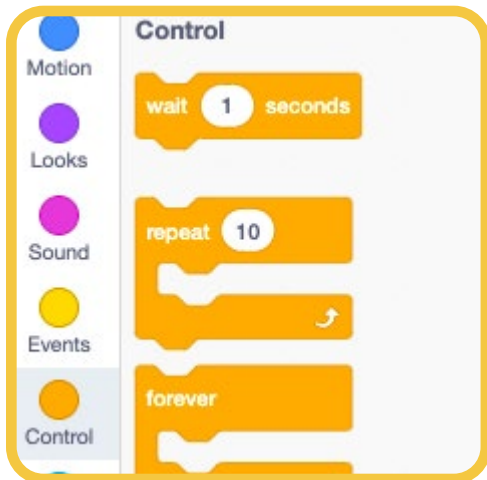 Motion
Looks
Sound
Events
Control
Control
wait 1 seconds
repeat 10
forever